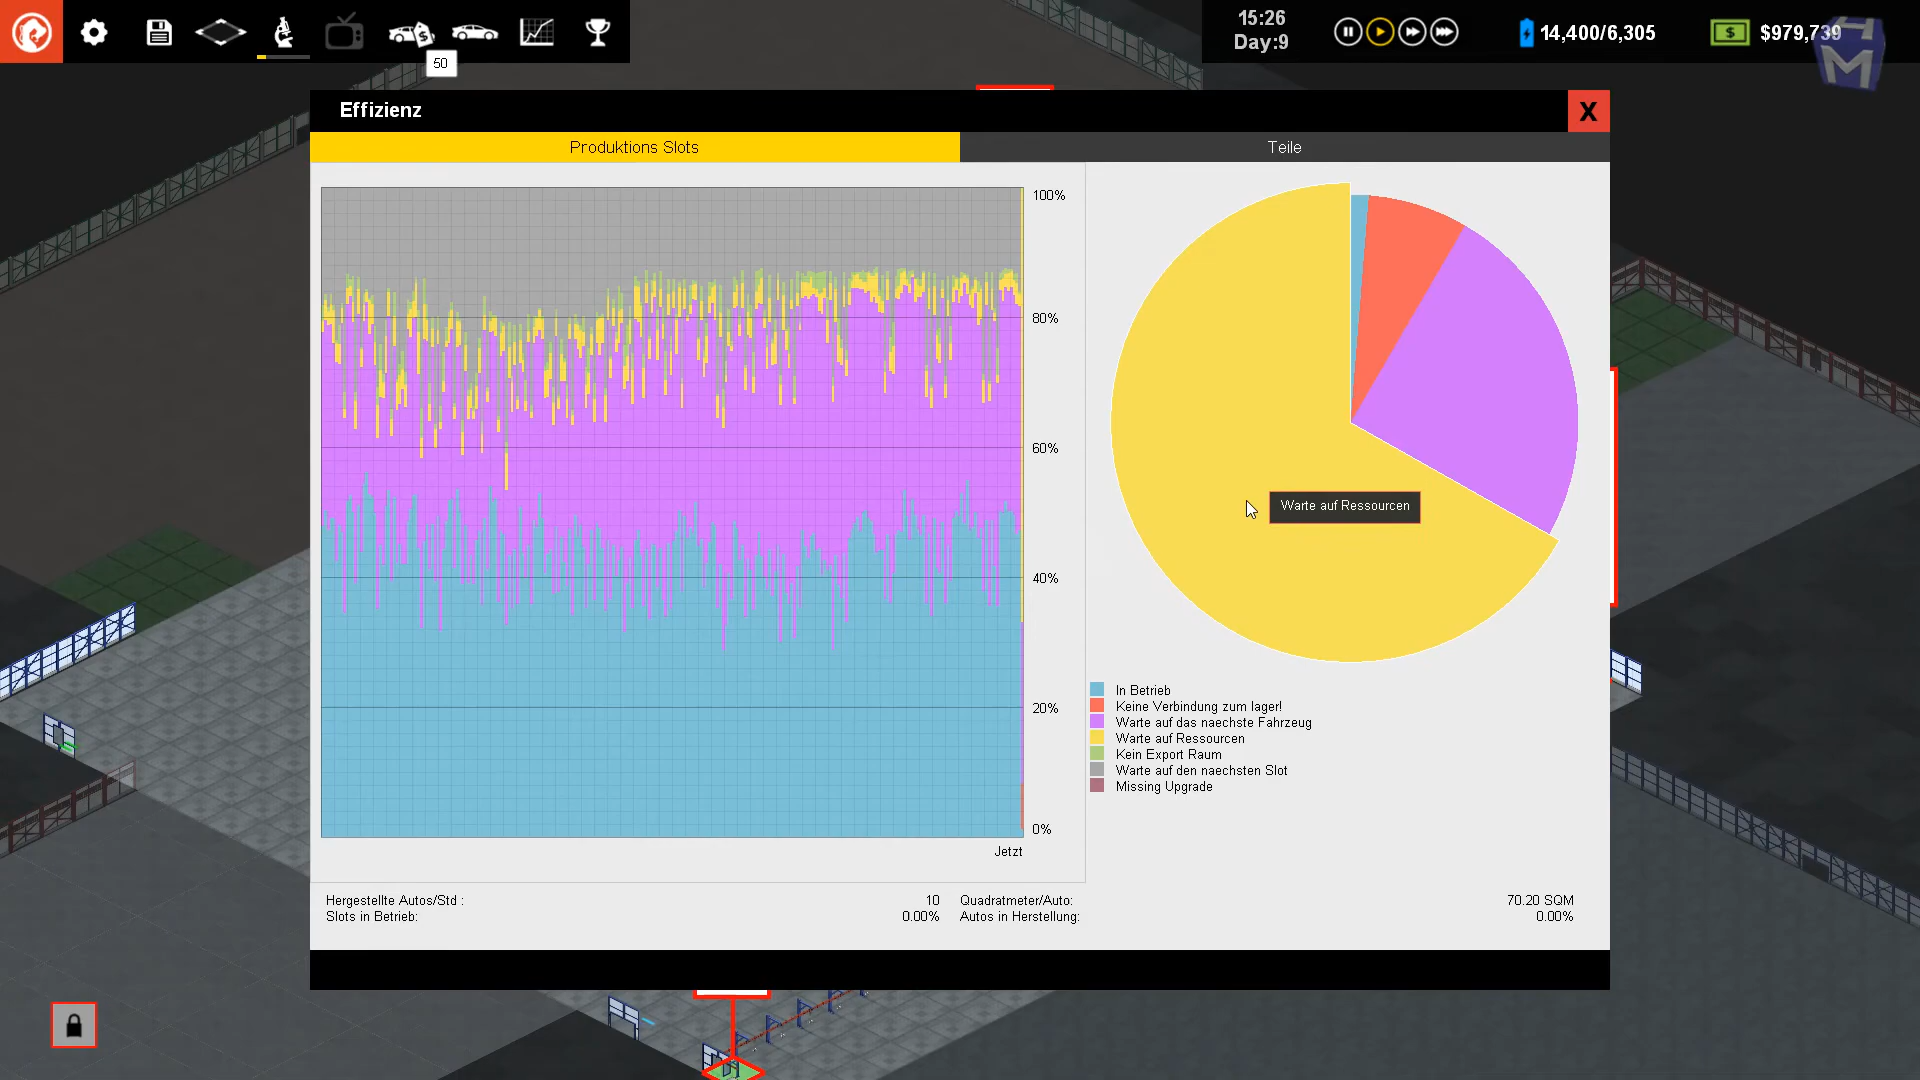 15:26
Day:9
14,400/6,305
$979,739
50
Effizienz
X
Produktions Slots
Teile
100%
80%
60%
40%
20%
0%
Jetzt
Warte auf Ressourcen
In Betrieb
Keine Verbindung zum lager!
Warte auf das naechste Fahrzeug
Warte auf Ressourcen
Kein Export Raum
Warte auf den naechsten Slot
Missing Upgrade
Hergestellte Autos/Std : 10
Slots in Betrieb: 0.00%
Quadratmeter/Auto: 70.20 SQM
Autos in Herstellung: 0.00%